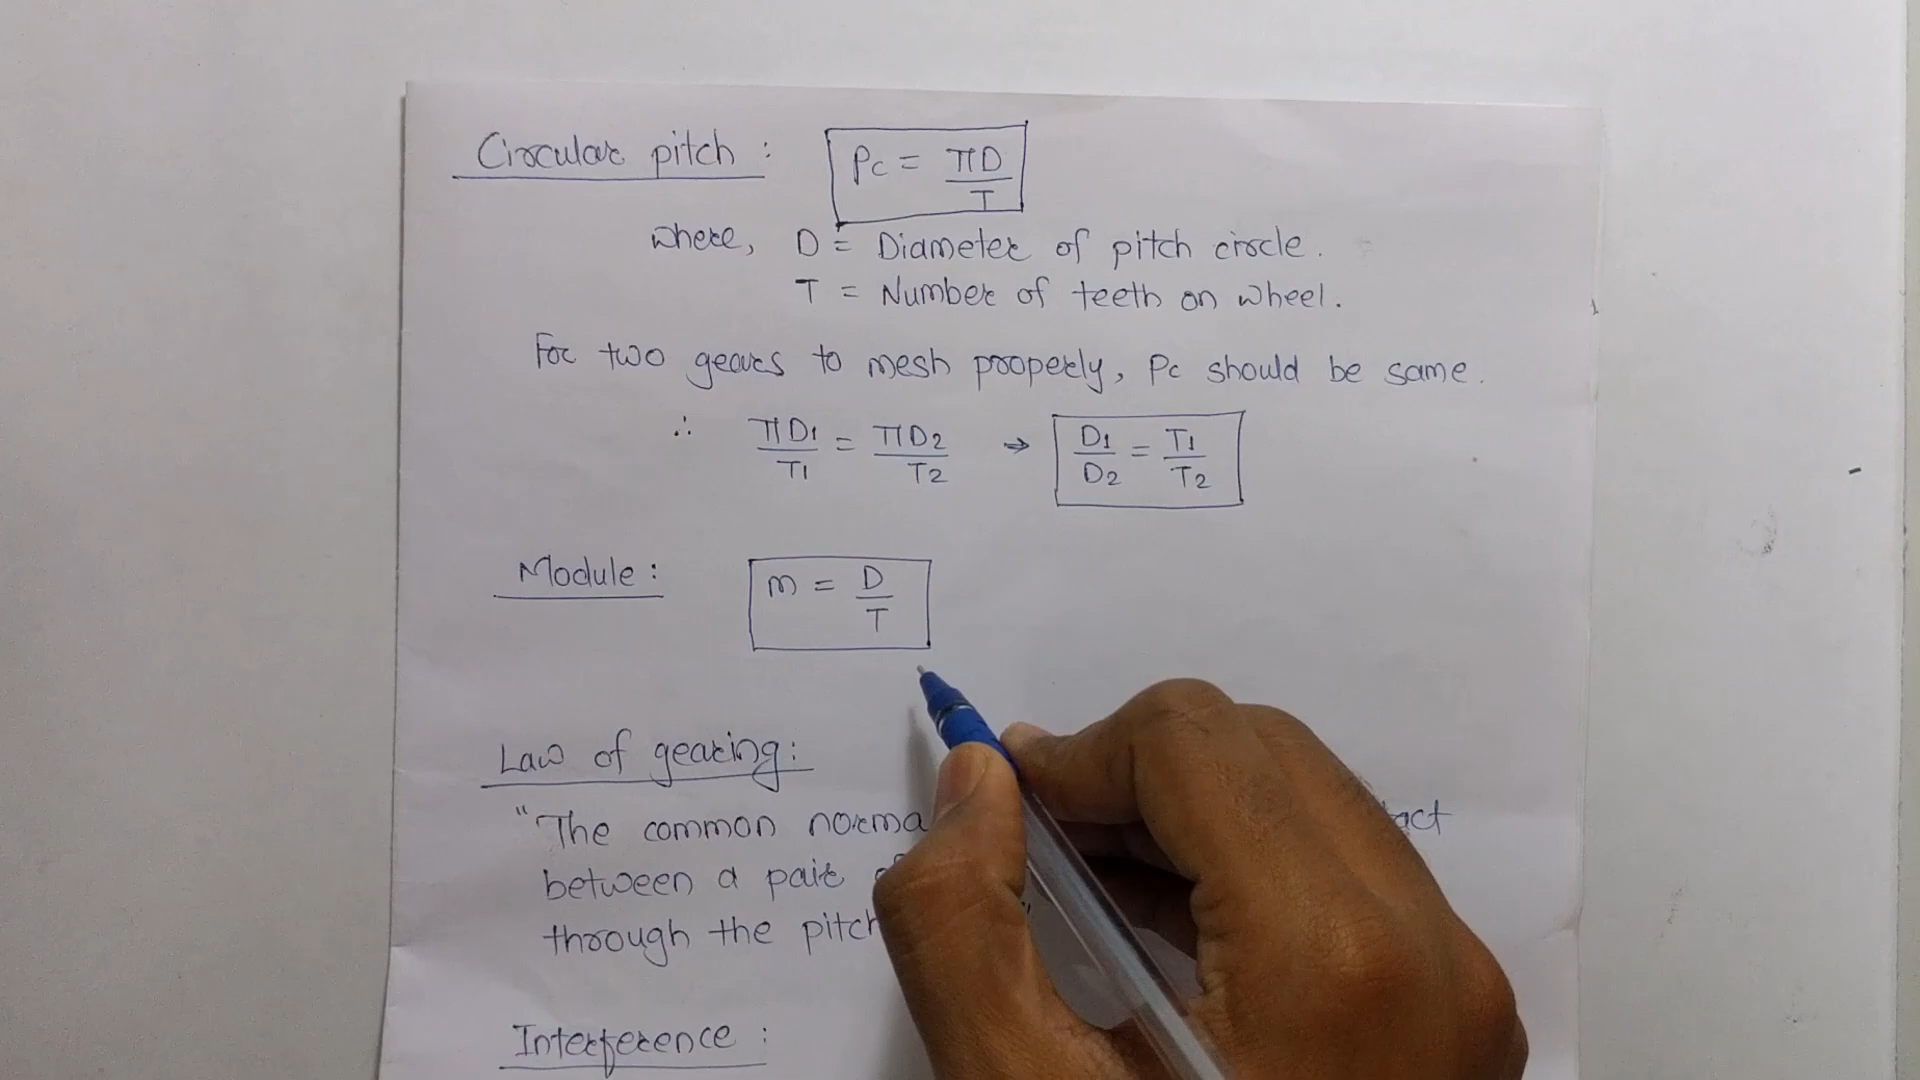 Circular pitch : Pc = πD/T
where, D = Diameter of pitch circle.
T = Number of teeth on wheel.
For two gears to mesh properly, Pc should be same.
∴ πD1/T1 = πD2/T2 → D1/D2 = T1/T2
Module : m = D/T
Law of gearing :
"The common
between a pair
through the pitch
Interference :